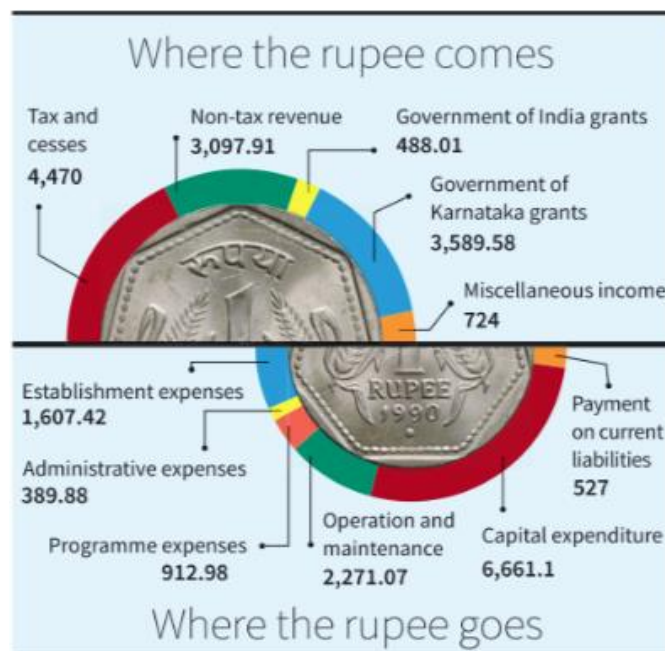 Where the rupee comes
Tax and
cesses
4,470
Non-tax revenue
3,097.91
Government of India grants
488.01
Government of
Karnataka grants
3,589.58
Miscellaneous income
724
रूपया
1
1
RUPEE
1990
Establishment expenses
1,607.42
Administrative expenses
389.88
Programme expenses
912.98
Operation and
maintenance
2,271.07
Capital expenditure
6,661.1
Payment
on current
liabilities
527
Where the rupee goes